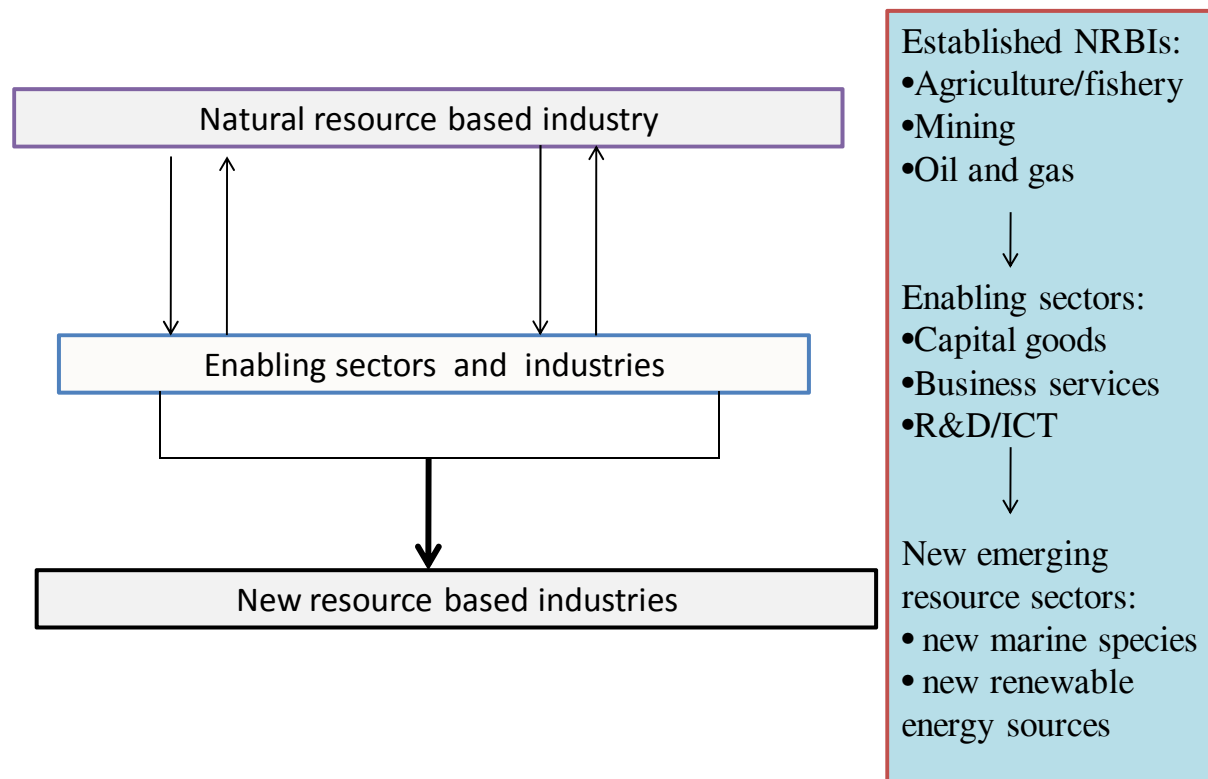 Natural resource based industry
Enabling sectors and industries
New resource based industries
Established NRBIs:
•Agriculture/fishery
•Mining
•Oil and gas
Enabling sectors:
•Capital goods
•Business services
•R&D/ICT
New emerging
resource sectors:
• new marine species
• new renewable
energy sources